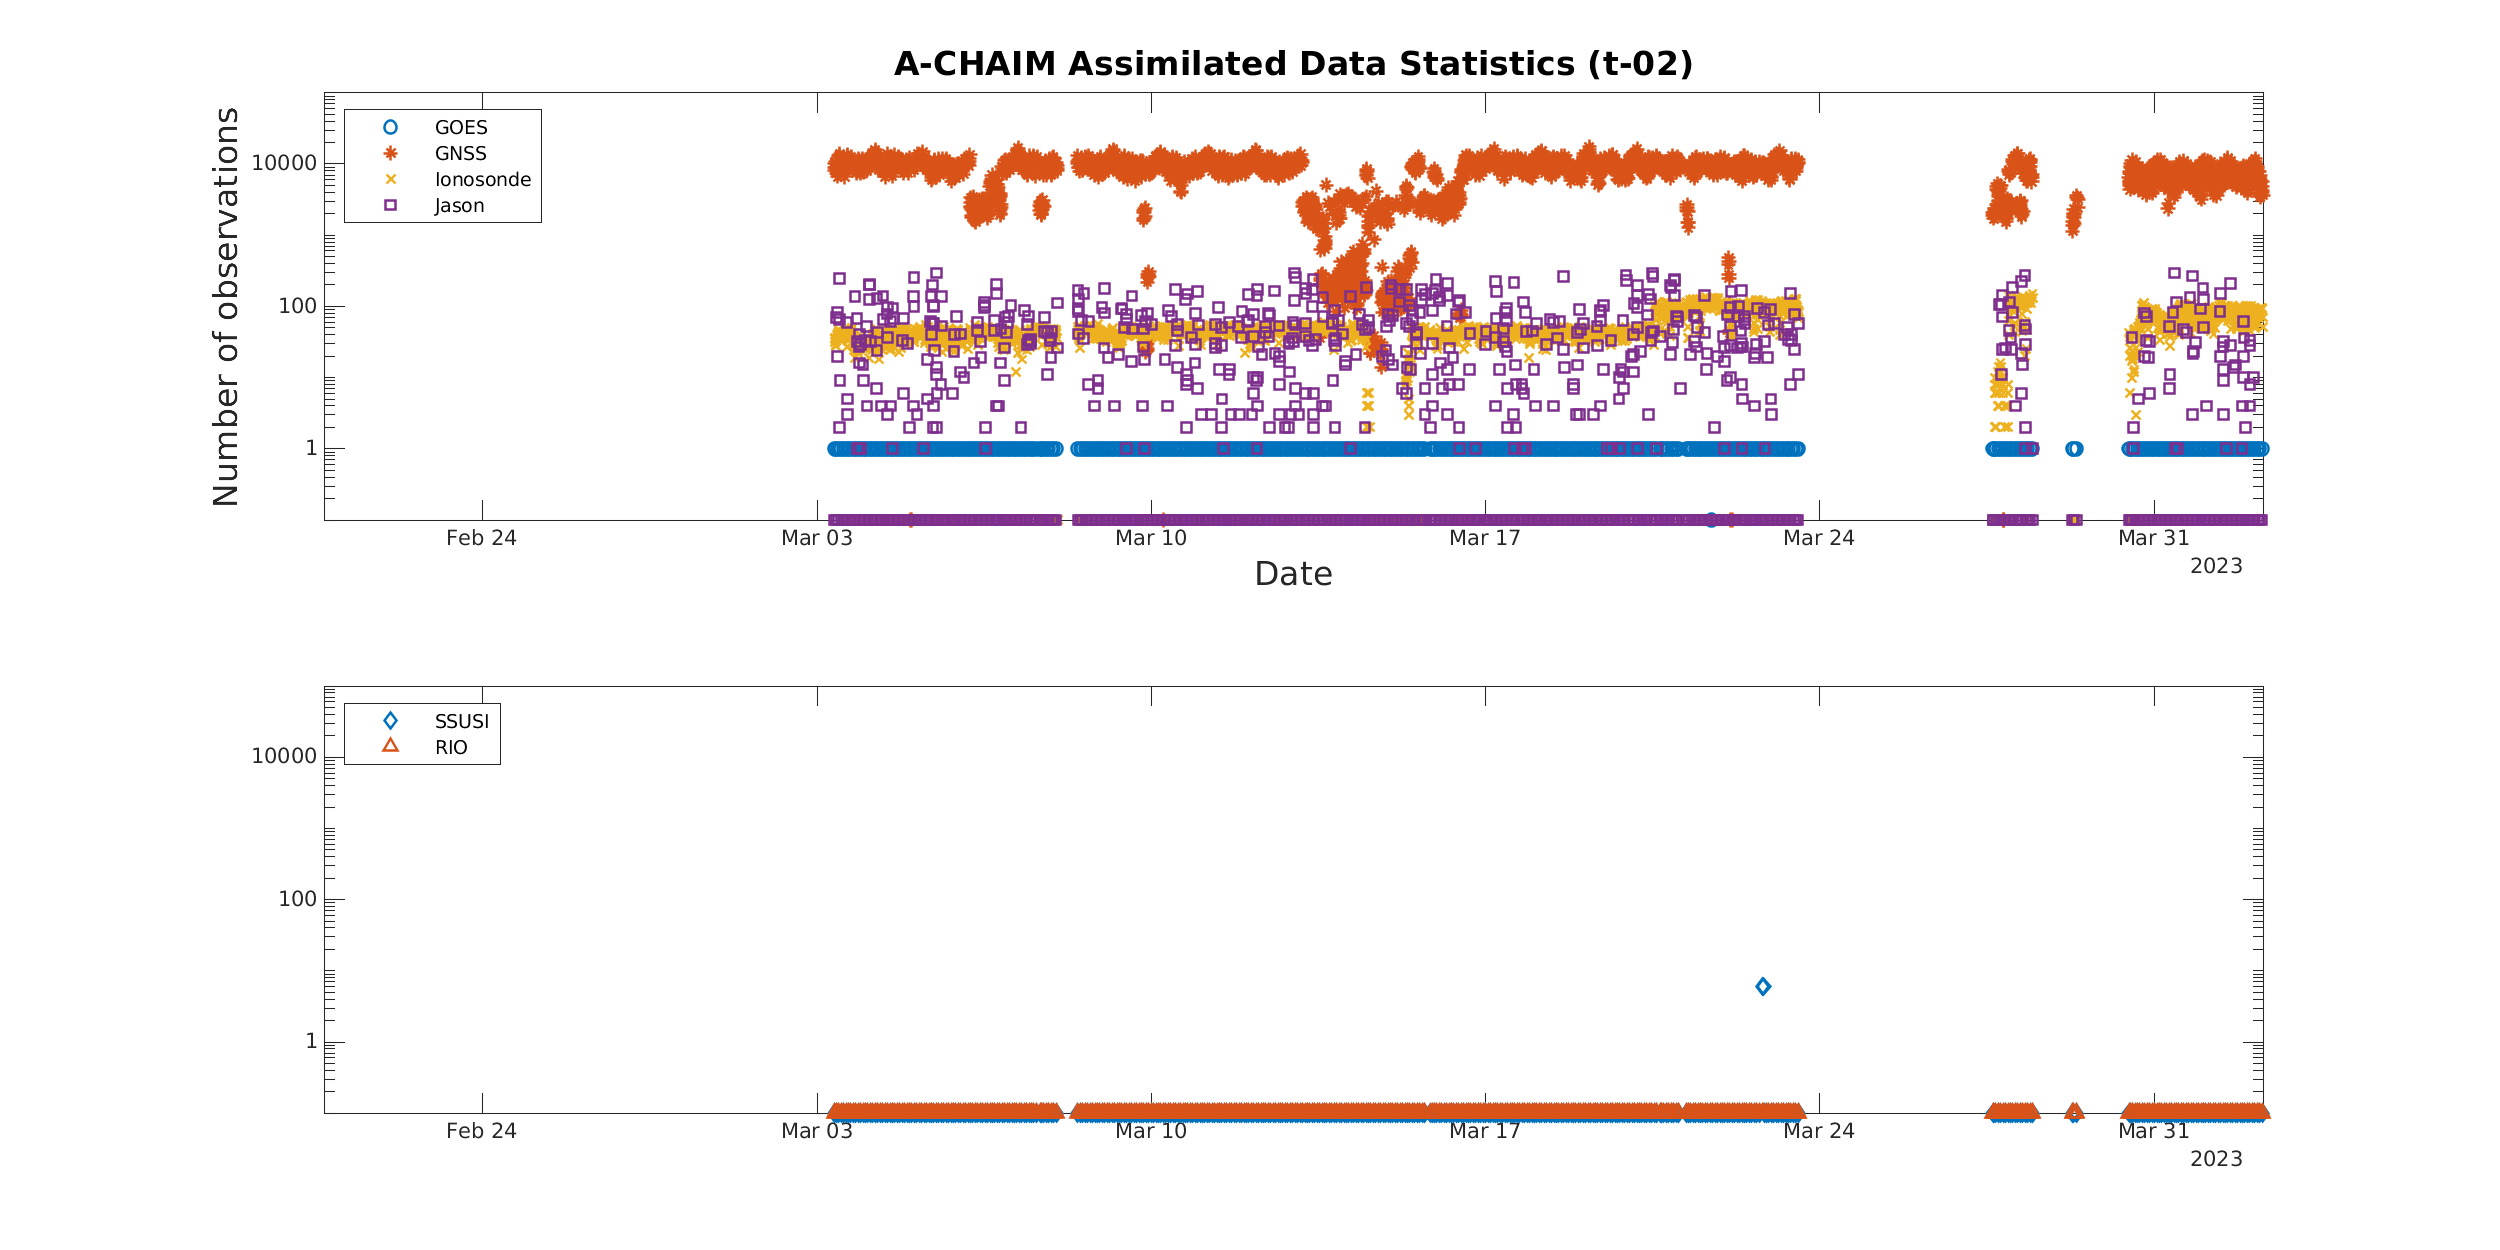 A-CHAIM Assimilated Data Statistics (t-02)
Number of observations
10000
100
1
GOES
GNSS
Ionosonde
Jason
Feb 24 Mar 03 Mar 10 Mar 17 Mar 24 Mar 31
2023
Date
10000
100
1
SSUSI
RIO
Feb 24 Mar 03 Mar 10 Mar 17 Mar 24 Mar 31
2023